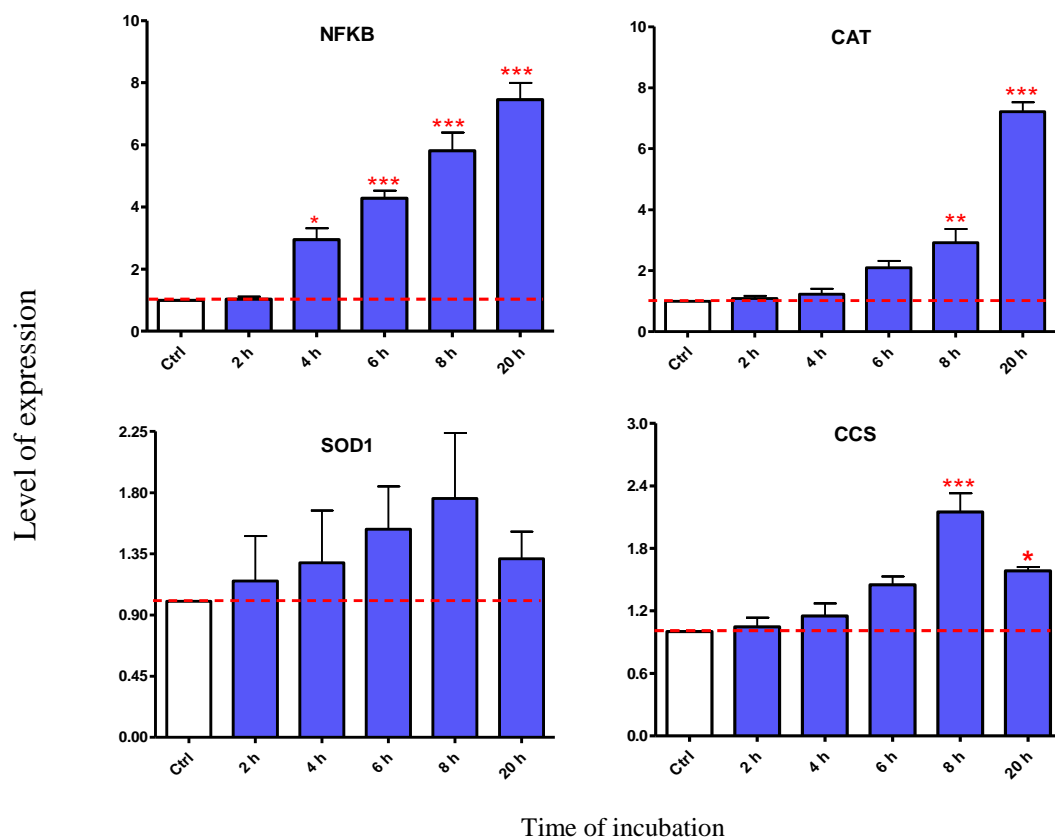 NFKB
10
8
6
4
2
0
*
***
***
***
Ctrl
2 h
4 h
6 h
8 h
20 h
CAT
10
8
6
4
2
0
**
***
Ctrl
2 h
4 h
6 h
8 h
20 h
Level of expression
SOD1
2.25
1.80
1.35
0.90
0.45
0.00
Ctrl
2 h
4 h
6 h
8 h
20 h
CCS
3.0
2.4
1.8
1.2
0.6
0.0
***
*
Ctrl
2 h
4 h
6 h
8 h
20 h
Time of incubation